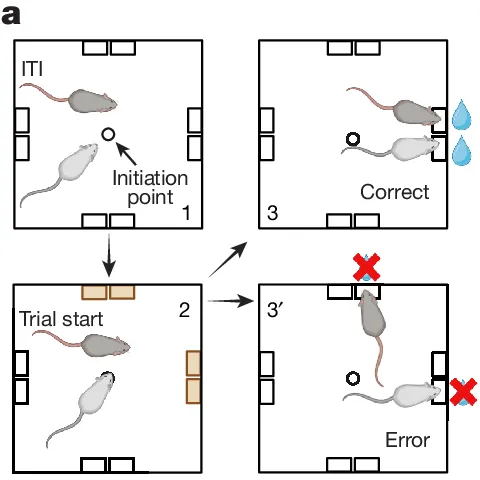 a
ITI
Initiation
point
1
3
Correct
Trial start
2
3′
Error